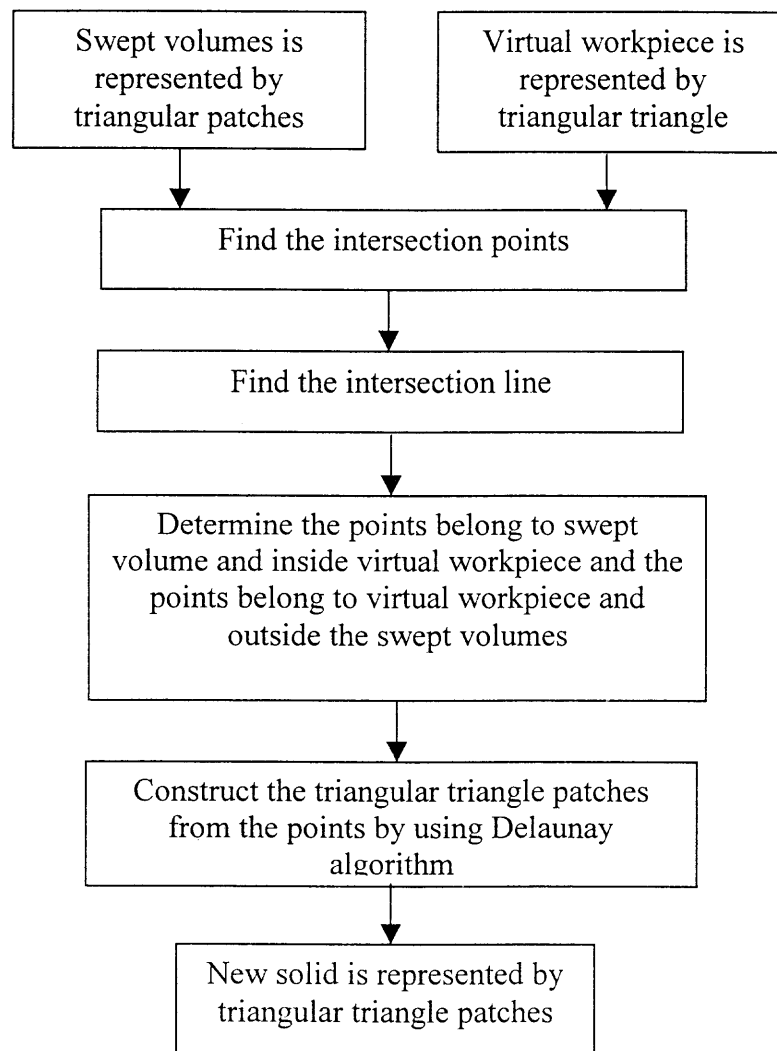 Swept volumes is
represented by
triangular patches
Virtual workpiece is
represented by
triangular triangle
Find the intersection points
Find the intersection line
Determine the points belong to swept
volume and inside virtual workpiece and the
points belong to virtual workpiece and
outside the swept volumes
Construct the triangular triangle patches
from the points by using Delaunay
algorithm
New solid is represented by
triangular triangle patches